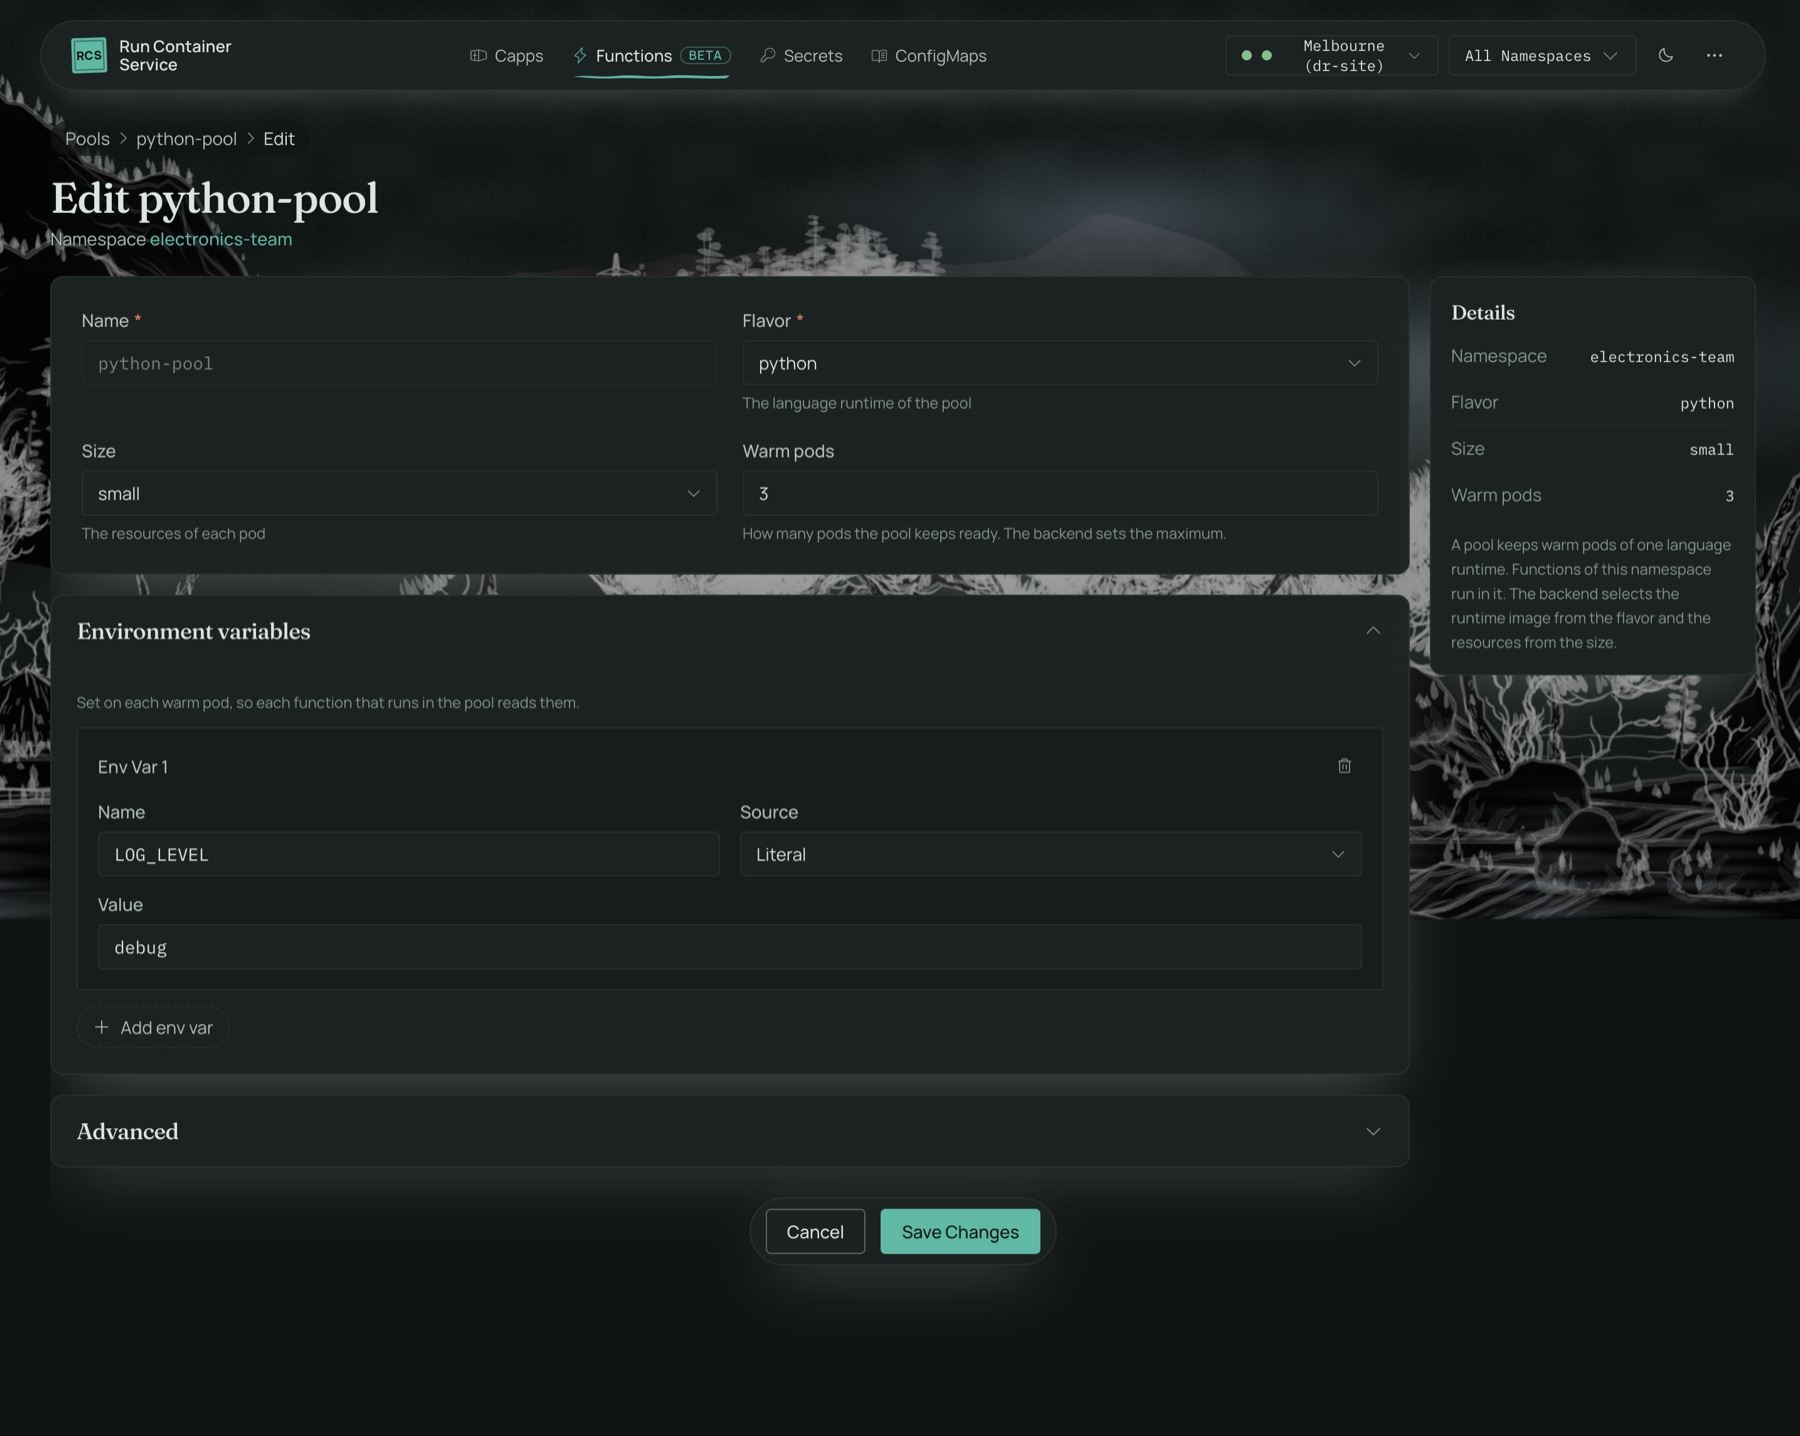 RCS
Run Container
Service
Capps
Functions BETA
Secrets
ConfigMaps
Melbourne
(dr-site)
All Namespaces
Pools > python-pool > Edit
Edit python-pool
Namespace electronics-team
Name *
python-pool
Flavor *
python
The language runtime of the pool
Size
small
The resources of each pod
Warm pods
3
How many pods the pool keeps ready. The backend sets the maximum.
Details
Namespace electronics-team
Flavor python
Size small
Warm pods 3
A pool keeps warm pods of one language
runtime. Functions of this namespace
run in it. The backend selects the
runtime image from the flavor and the
resources from the size.
Environment variables
Set on each warm pod, so each function that runs in the pool reads them.
Env Var 1
Name
LOG_LEVEL
Source
Literal
Value
debug
Add env var
Advanced
Cancel
Save Changes